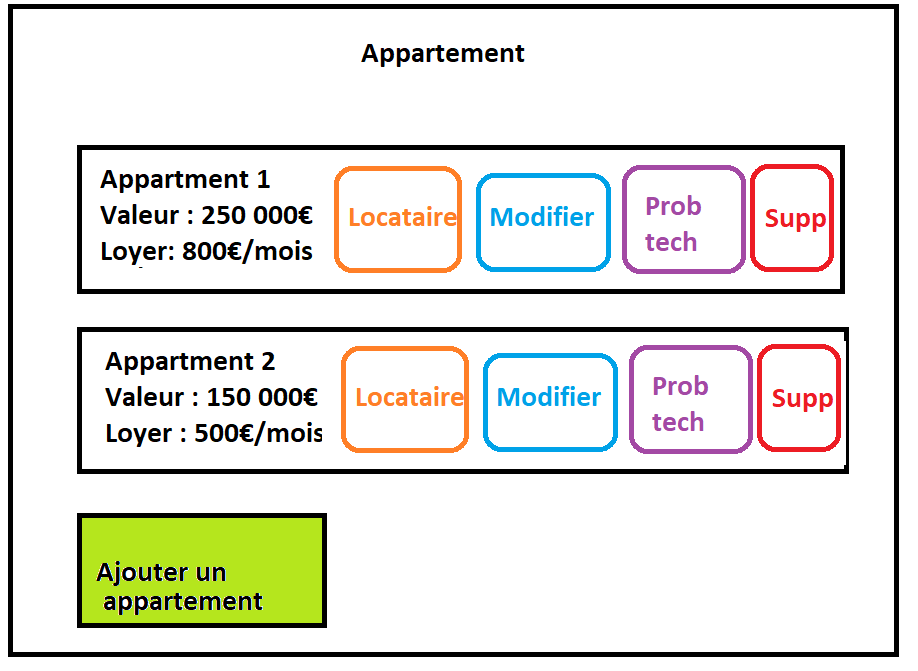 Appartement
Appartment 1
Valeur : 250 000€
Loyer: 800€/mois
Locataire
Modifier
Prob
tech
Supp
Appartment 2
Valeur : 150 000€
Loyer : 500€/mois
Locataire
Modifier
Prob
tech
Supp
Ajouter un
appartement